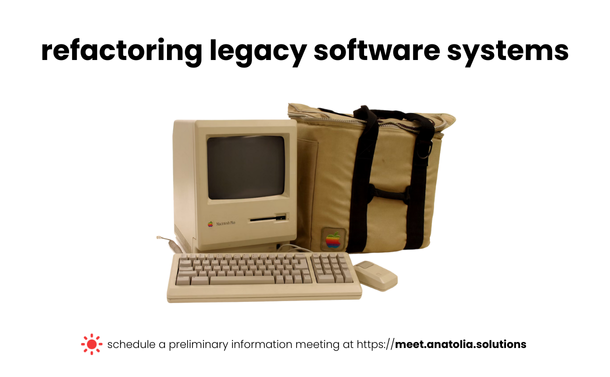 refactoring legacy software systems
schedule a preliminary information meeting at https://meet.anatolia.solutions